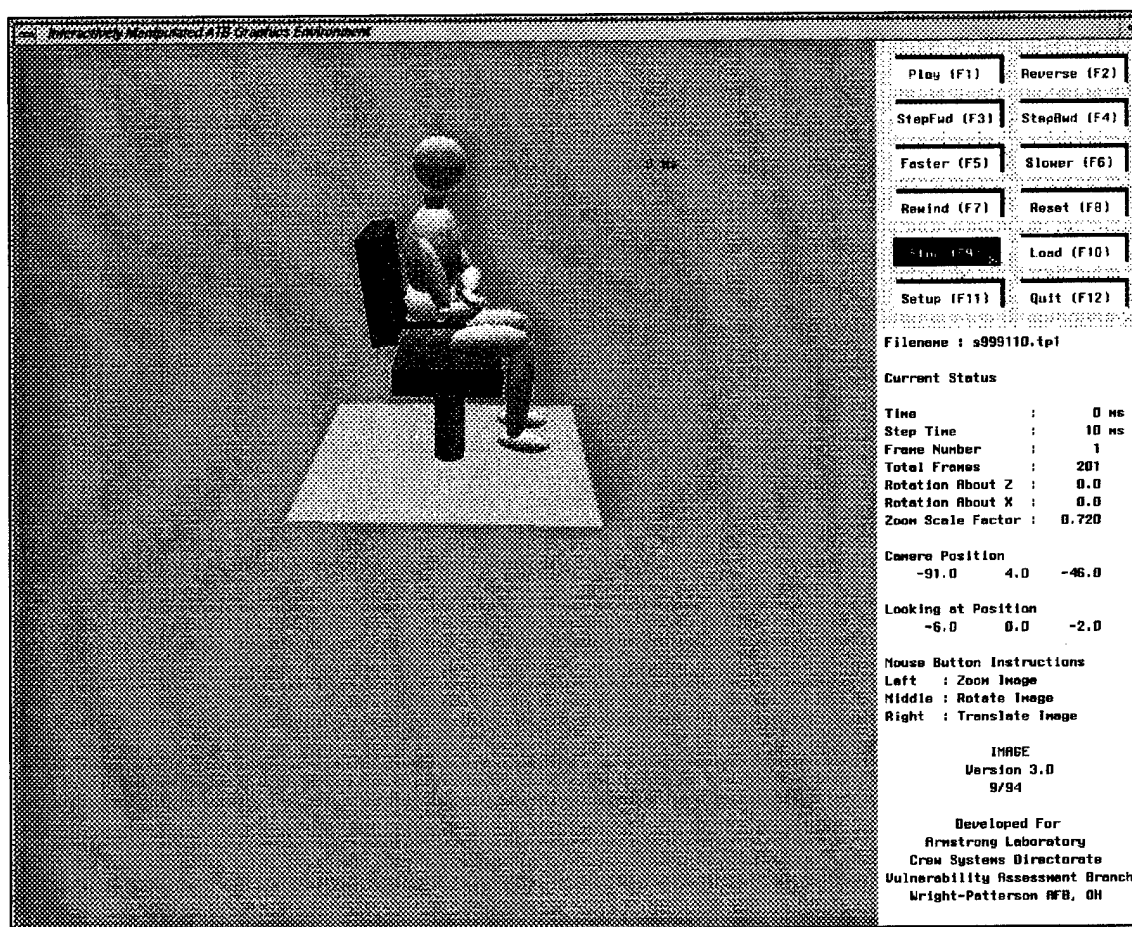 Interactively Manipulated ATB Graphics Environment
0 Ms
Play (F1)
Reverse (F2)
StepFwd (F3)
StepBwd (F4)
Faster (F5)
Slower (F6)
Rewind (F7)
Reset (F8)
Stop (F9)
Load (F10)
Setup (F11)
Quit (F12)
Filename : s999110.tp1
Current Status
Time : 0 Ms
Step Time : 10 Ms
Frame Number : 1
Total Frames : 201
Rotation About Z : 0.0
Rotation About X : 0.0
Zoom Scale Factor : 0.720
Camera Position
-91.0 4.0 -46.0
Looking at Position
-6.0 0.0 -2.0
Mouse Button Instructions
Left : Zoom Image
Middle : Rotate Image
Right : Translate Image
IMAGE
Version 3.0
9/94
Developed For
Armstrong Laboratory
Crew Systems Directorate
Vulnerability Assessment Branch
Wright-Patterson AFB, OH